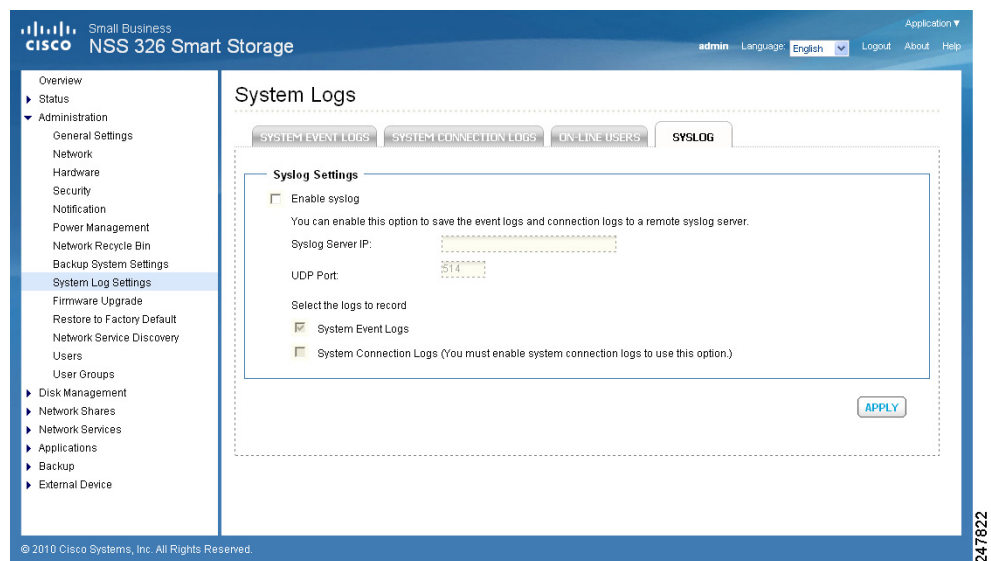 Small Business
CISCO NSS 326 Smart Storage
Application
admin Language: English Logout About Help
Overview
Status
Administration
General Settings
Network
Hardware
Security
Notification
Power Management
Network Recycle Bin
Backup System Settings
System Log Settings
Firmware Upgrade
Restore to Factory Default
Network Service Discovery
Users
User Groups
Disk Management
Network Shares
Network Services
Applications
Backup
External Device
System Logs
SYSTEM EVENT LOGS SYSTEM CONNECTION LOGS ON-LINE USERS SYSLOG
Syslog Settings
Enable syslog
You can enable this option to save the event logs and connection logs to a remote syslog server.
Syslog Server IP:
UDP Port: 514
Select the logs to record
System Event Logs
System Connection Logs (You must enable system connection logs to use this option.)
APPLY
© 2010 Cisco Systems, Inc. All Rights Reserved.
247822